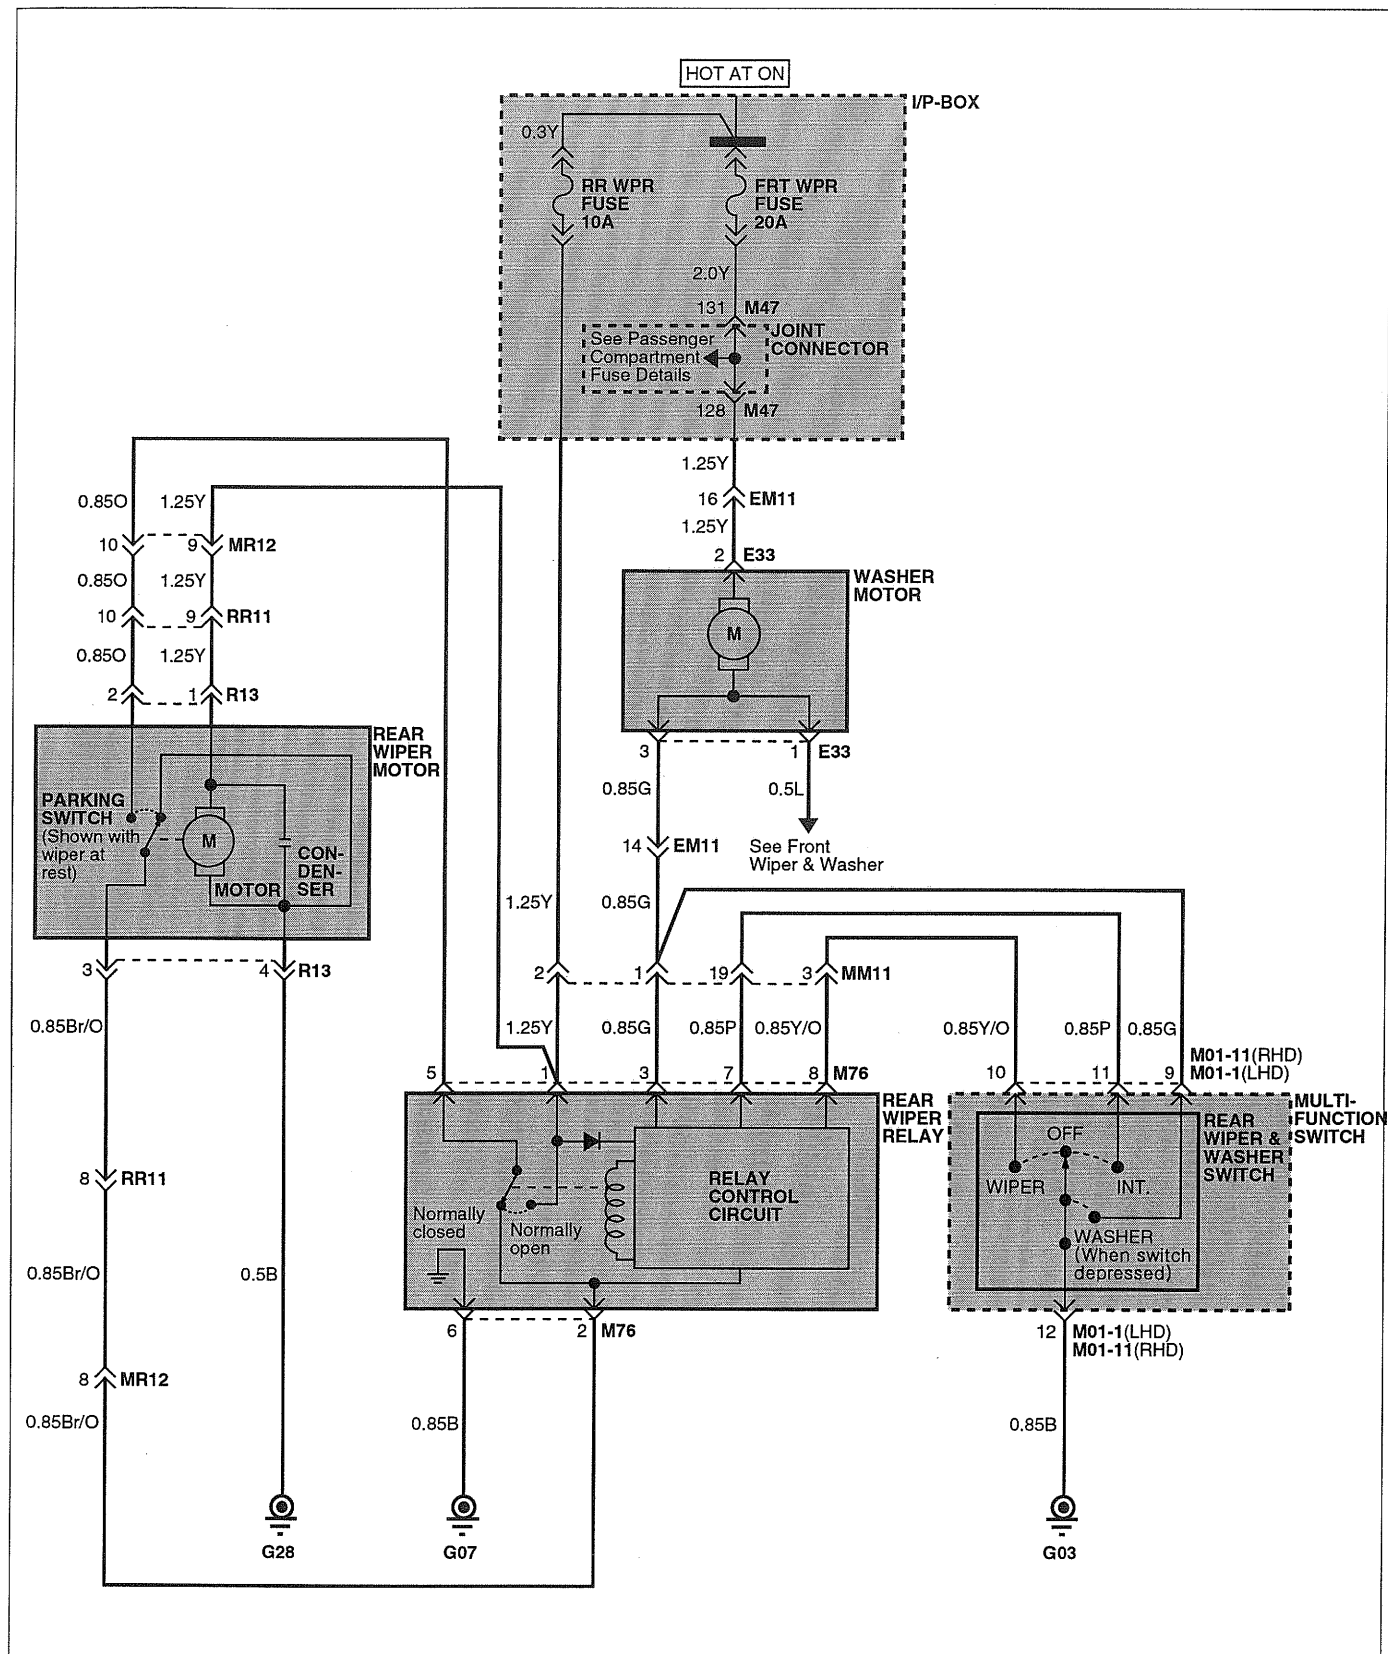 HOT AT ON
I/P-BOX
0.3Y
RR WPR
FUSE
10A
FRT WPR
FUSE
20A
2.0Y
131 M47
JOINT
CONNECTOR
See Passenger
Compartment
Fuse Details
128 M47
0.85O 1.25Y
1.25Y
16 EM11
1.25Y
10 9 MR12
2 E33
0.85O 1.25Y
WASHER
MOTOR
10 9 RR11
M
0.85O 1.25Y
2 1 R13
REAR
WIPER
MOTOR
3 1 E33
PARKING
SWITCH
(Shown with
wiper at
rest)
M
MOTOR
CON-
DEN-
SER
0.85G 0.5L
14 EM11
See Front
Wiper & Washer
1.25Y 0.85G
3 4 R13
2 1 19 3 MM11
0.85Br/O
1.25Y 0.85G 0.85P 0.85Y/O 0.85Y/O 0.85P 0.85G
M01-11(RHD)
M01-1(LHD)
5 1 3 7 8 M76
10 11 9
REAR
WIPER
RELAY
MULTI-
FUNCTION
SWITCH
REAR
WIPER &
WASHER
SWITCH
OFF
WIPER INT.
WASHER
(When switch
depressed)
8 RR11
RELAY
CONTROL
CIRCUIT
Normally
closed
Normally
open
0.85Br/O 0.5B
6 2 M76
12 M01-1(LHD)
M01-11(RHD)
8 MR12
0.85Br/O 0.85B 0.85B
G28 G07 G03